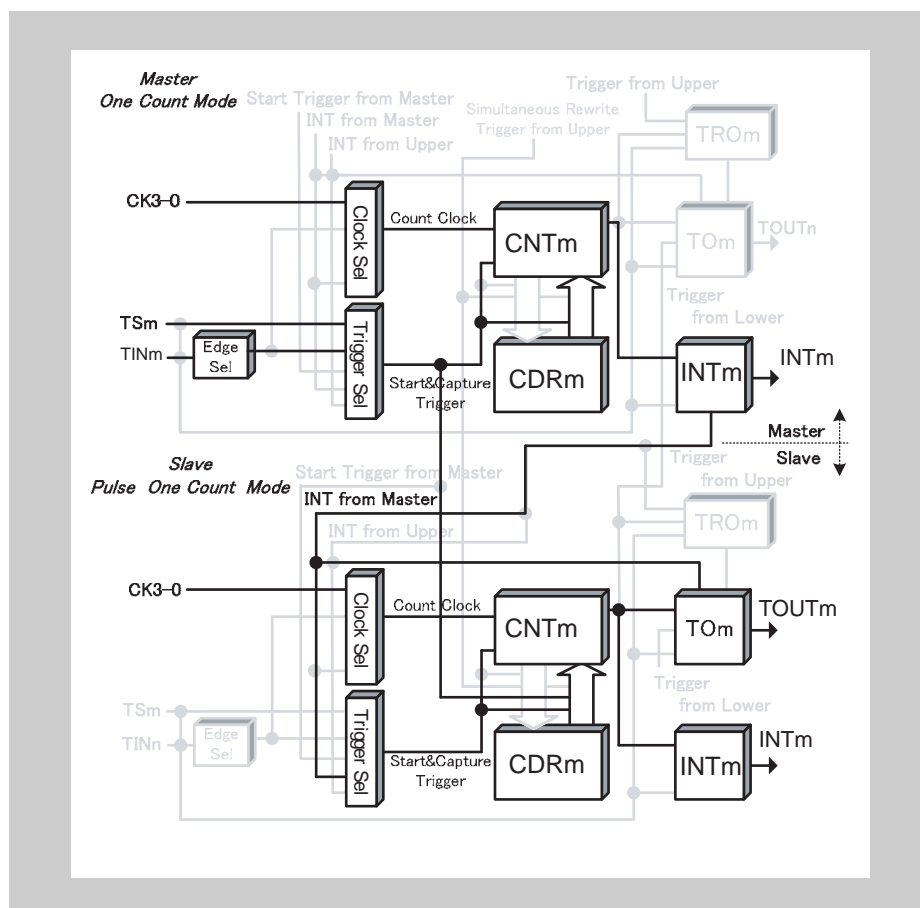 Master
One Count Mode
Start Trigger from Master
INT from Master
INT from Upper
Simultaneous Rewrite
Trigger from Upper
Trigger from Upper
TROm
CK3-0
Clock Sel
Count Clock
CNTm
TOm
TOUTn
Trigger
from Lower
TSm
TINm
Edge
Sel
Trigger Sel
Start&Capture
Trigger
CDRm
INTm
INTm
Master
Slave
Slave
Pulse One Count Mode
Start Trigger from Master
INT from Master
INT from Upper
Trigger
from Upper
TROm
CK3-0
Clock Sel
Count Clock
CNTm
TOm
TOUTm
Trigger
from Lower
TSm
TINn
Edge
Sel
Trigger Sel
Start&Capture
Trigger
CDRm
INTm
INTm